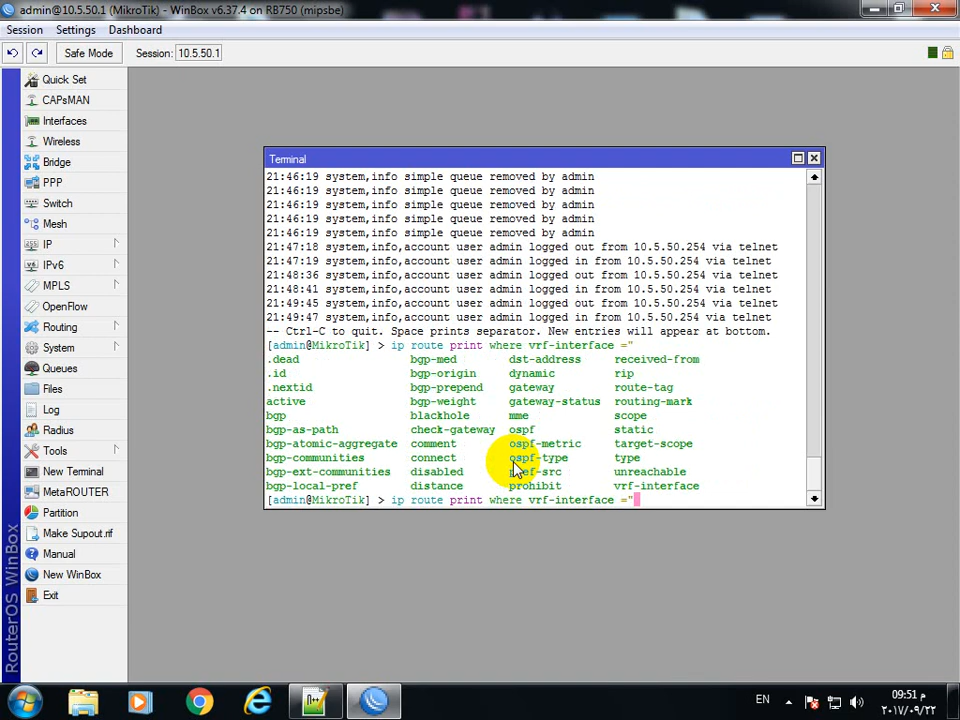 admin@10.5.50.1 (MikroTik) - WinBox v6.37.4 on RB750 (mipsbe)
Session Settings Dashboard
Safe Mode Session: 10.5.50.1
Quick Set
CAPsMAN
Interfaces
Wireless
Bridge
PPP
Switch
Mesh
IP
IPv6
MPLS
OpenFlow
Routing
System
Queues
Files
Log
Radius
Tools
New Terminal
MetaROUTER
Partition
Make Supout.rif
Manual
New WinBox
Exit
RouterOS WinBox
Terminal
21:46:19 system,info simple queue removed by admin
21:46:19 system,info simple queue removed by admin
21:46:19 system,info simple queue removed by admin
21:46:19 system,info simple queue removed by admin
21:46:19 system,info simple queue removed by admin
21:47:18 system,info,account user admin logged out from 10.5.50.254 via telnet
21:47:19 system,info,account user admin logged in from 10.5.50.254 via telnet
21:48:36 system,info,account user admin logged out from 10.5.50.254 via telnet
21:48:41 system,info,account user admin logged in from 10.5.50.254 via telnet
21:49:45 system,info,account user admin logged out from 10.5.50.254 via telnet
21:49:47 system,info,account user admin logged in from 10.5.50.254 via telnet
-- Ctrl-C to quit. Space prints separator. New entries will appear at bottom.
[admin@MikroTik] > ip route print where vrf-interface ="
.dead bgp-med dst-address received-from
.id bgp-origin dynamic rip
.nextid bgp-prepend gateway route-tag
active bgp-weight gateway-status routing-mark
bgp blackhole mme scope
bgp-as-path check-gateway ospf static
bgp-atomic-aggregate comment ospf-metric target-scope
bgp-communities connect ospf-type type
bgp-ext-communities disabled pref-src unreachable
bgp-local-pref distance prohibit vrf-interface
[admin@MikroTik] > ip route print where vrf-interface ="
EN
09:51 م
٢٠١٧/٠٩/٢٢